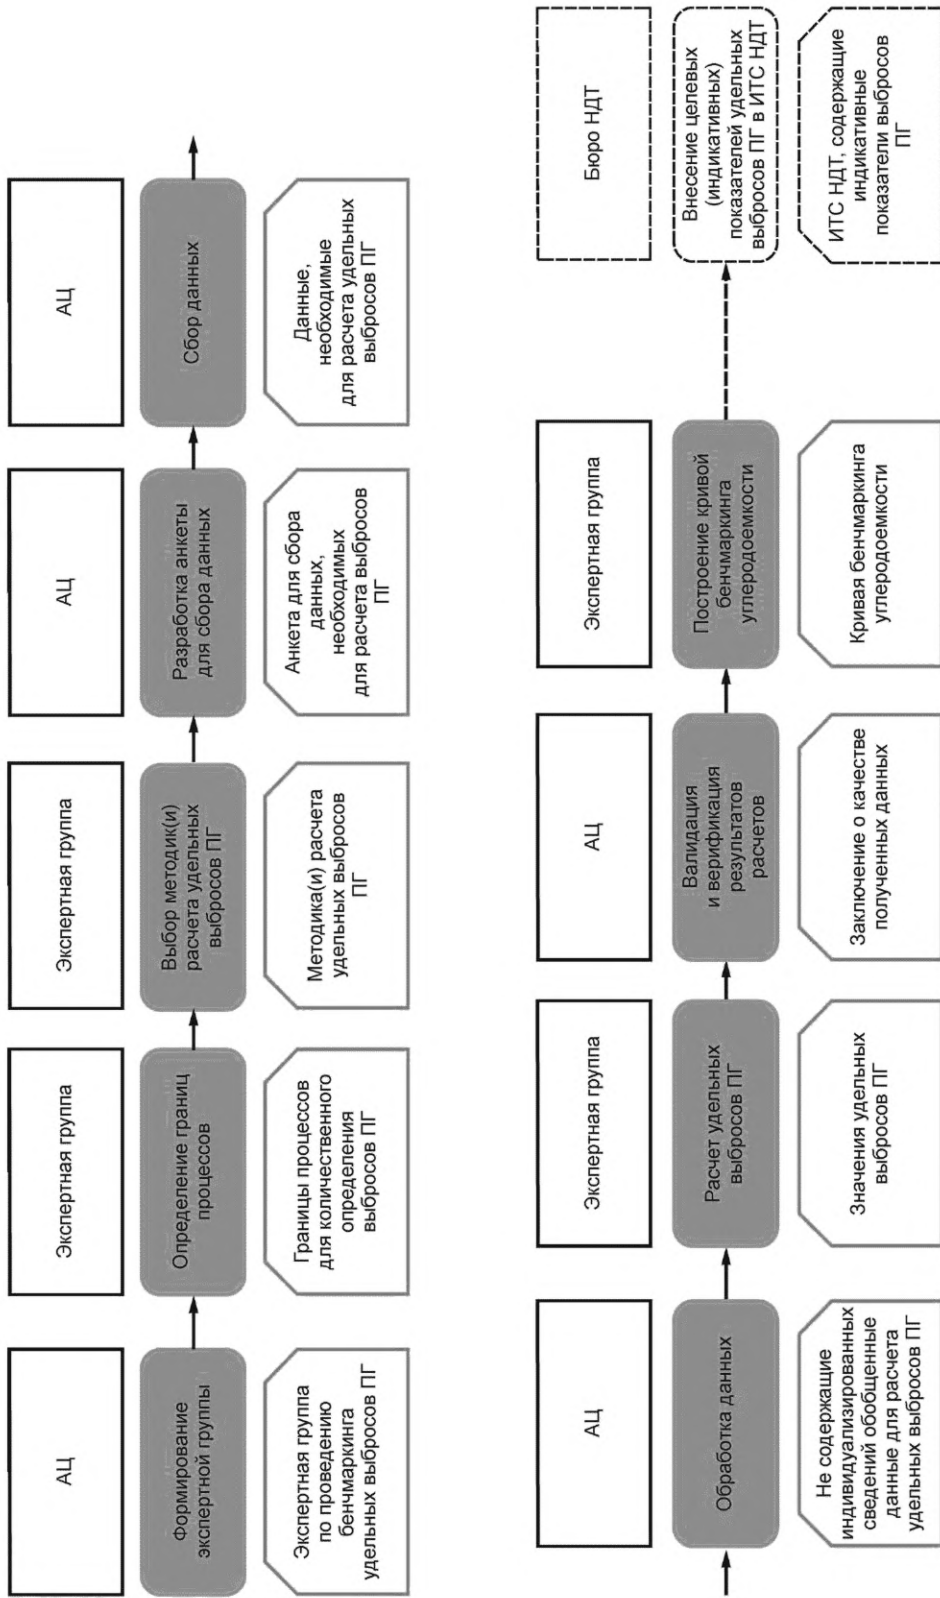 АЦ
Формирование
экспертной группы
Экспертная группа
по проведению
бенчмаркинга
удельных выбросов ПГ
Экспертная группа
Определение границ
процессов
Границы процессов
для количественного
определения
выбросов ПГ
Экспертная группа
Выбор методик(и)
расчета удельных
выбросов ПГ
Методика(и) расчета
удельных выбросов
ПГ
АЦ
Разработка анкеты
для сбора данных
Анкета для сбора
данных,
необходимых
для расчета выбросов
ПГ
АЦ
Сбор данных
Данные,
необходимые
для расчета удельных
выбросов ПГ
АЦ
Обработка данных
Не содержащие
индивидуализированных
сведений обобщенные
данные для расчета
удельных выбросов ПГ
Экспертная группа
Расчет удельных
выбросов ПГ
Значения удельных
выбросов ПГ
АЦ
Валидация
и верификация
результатов
расчетов
Заключение о качестве
полученных данных
Экспертная группа
Построение кривой
бенчмаркинга
углеродоемкости
Кривая бенчмаркинга
углеродоемкости
Бюро НДТ
Внесение целевых
(индикативных)
показателей удельных
выбросов ПГ в ИТС НДТ
ИТС НДТ, содержащие
индикативные
показатели выбросов
ПГ